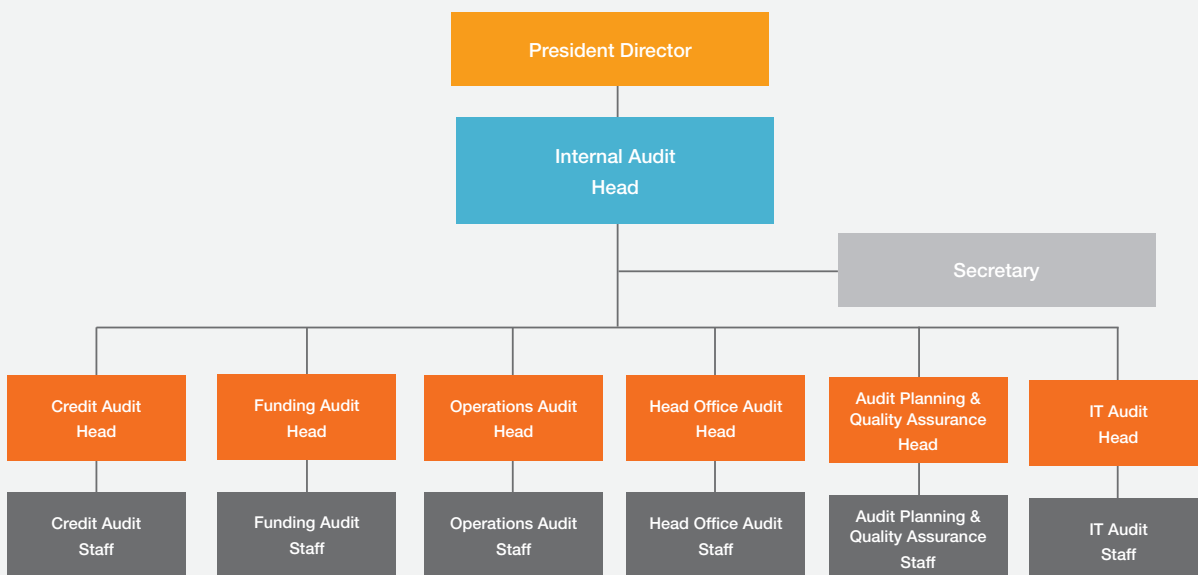 President Director
Internal Audit
Head
Secretary
Credit Audit
Head
Funding Audit
Head
Operations Audit
Head
Head Office Audit
Head
Audit Planning &
Quality Assurance
Head
IT Audit
Head
Credit Audit
Staff
Funding Audit
Staff
Operations Audit
Staff
Head Office Audit
Staff
Audit Planning &
Quality Assurance
Staff
IT Audit
Staff